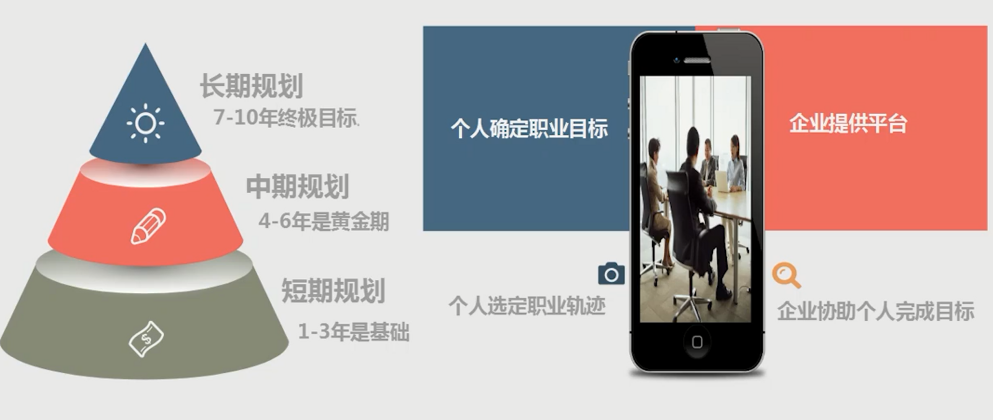 长期规划
7-10年终极目标.
中期规划
4-6年是黄金期
短期规划
1-3年是基础
个人确定职业目标
企业提供平台
个人选定职业轨迹
企业协助个人完成目标